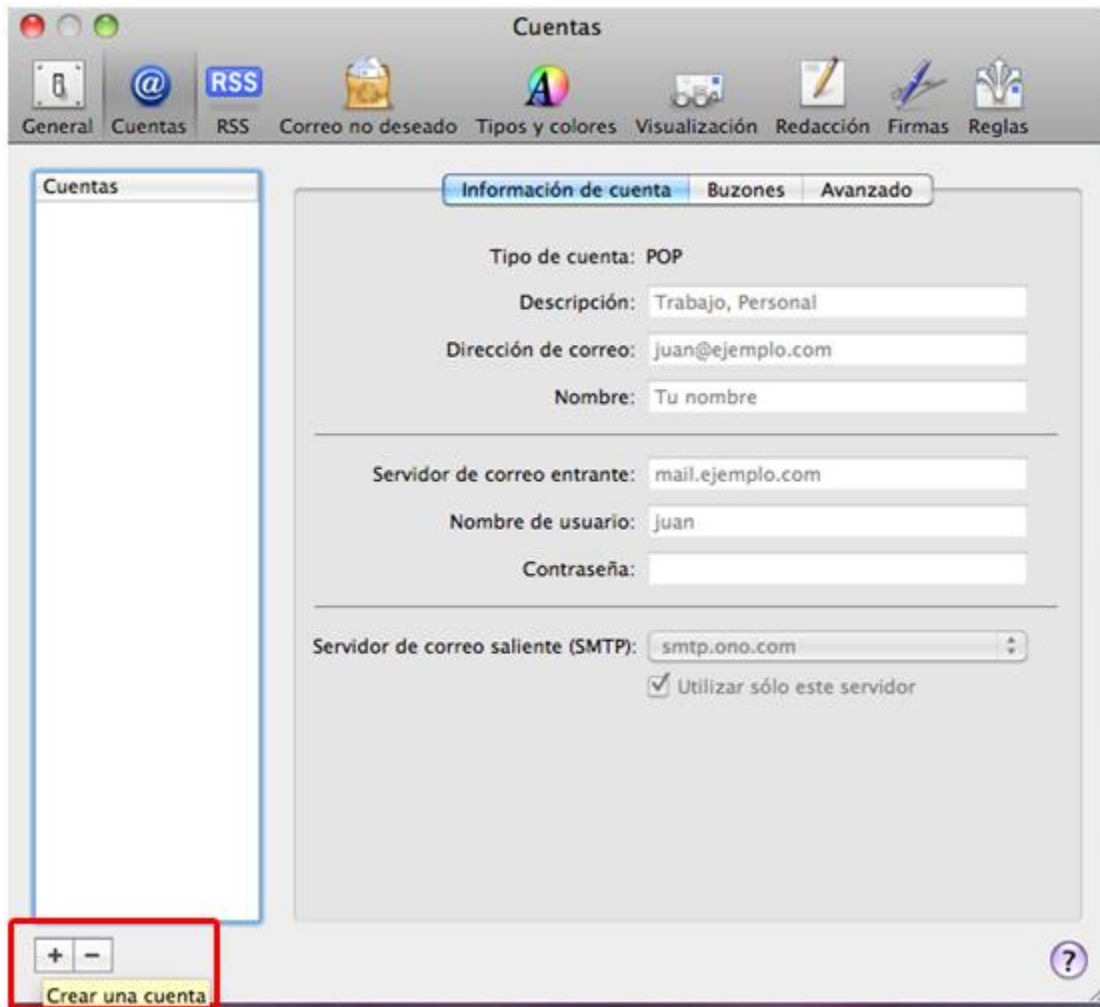 Cuentas
General Cuentas RSS Correo no deseado Tipos y colores Visualización Redacción Firmas Reglas
RSS
Cuentas
Información de cuenta Buzones Avanzado
Tipo de cuenta: POP
Descripción: Trabajo, Personal
Dirección de correo: juan@ejemplo.com
Nombre: Tu nombre
Servidor de correo entrante: mail.ejemplo.com
Nombre de usuario: juan
Contraseña:
Servidor de correo saliente (SMTP): smtp.ono.com
Utilizar sólo este servidor
+ −
?
Crear una cuenta